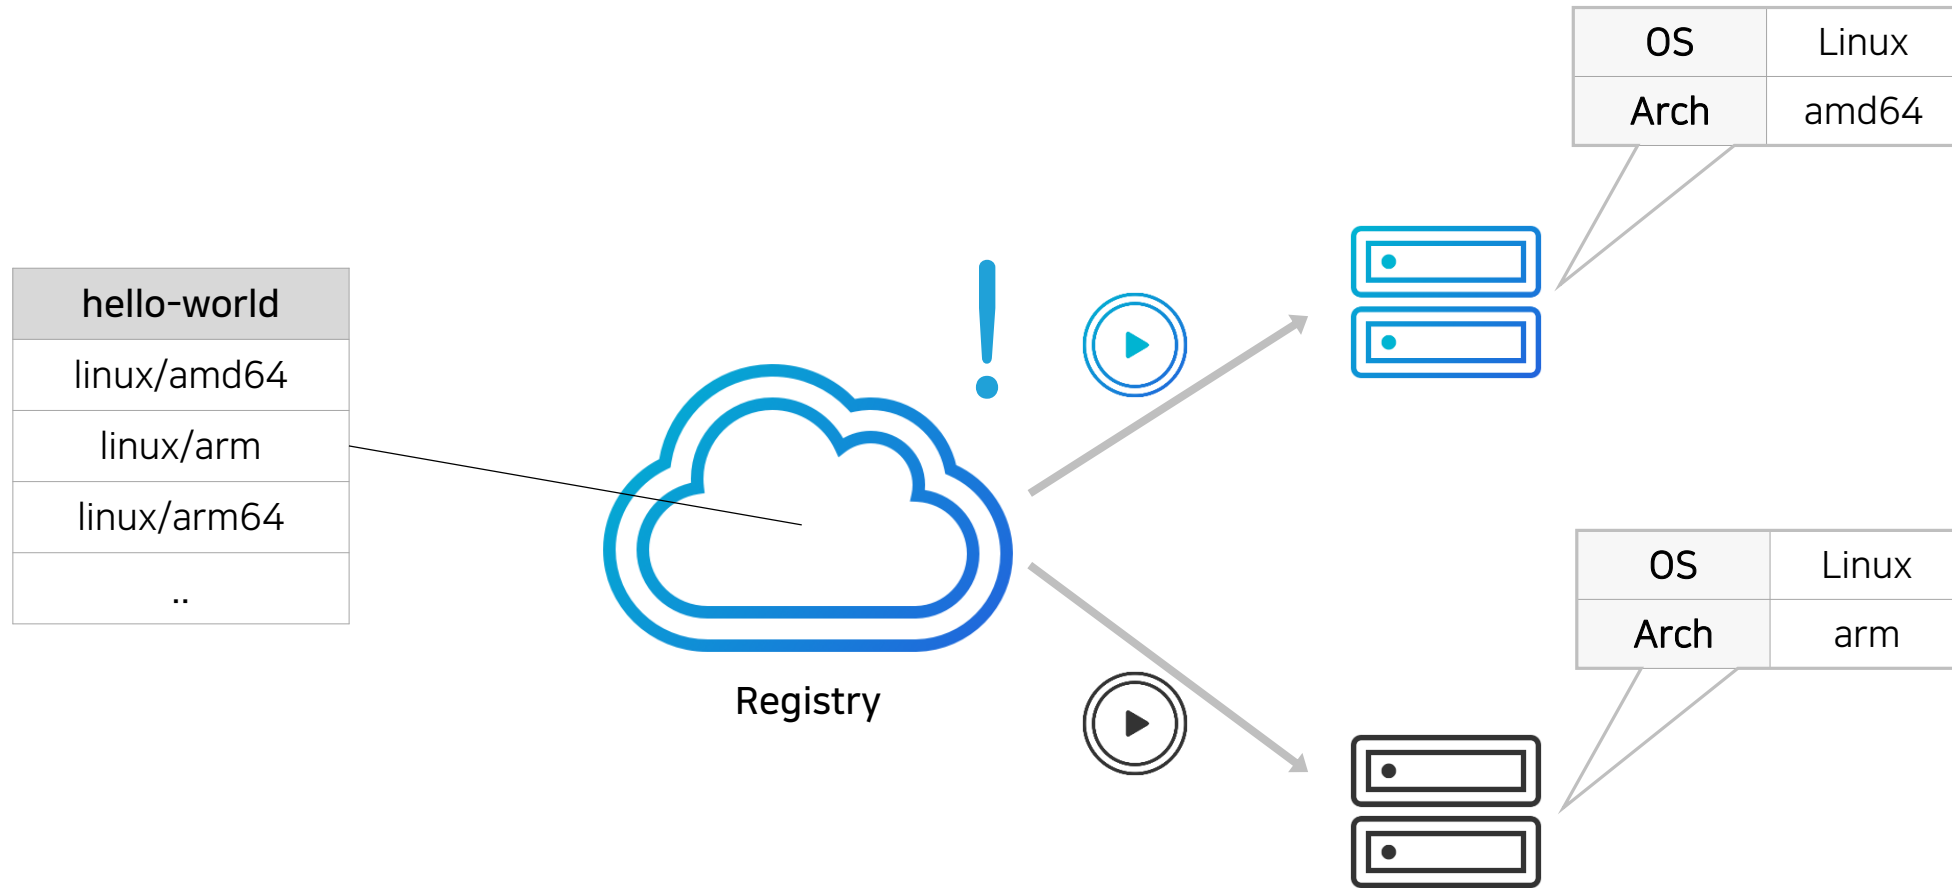 hello-world
linux/amd64
linux/arm
linux/arm64
..
Registry
OS Linux
Arch amd64
OS Linux
Arch arm